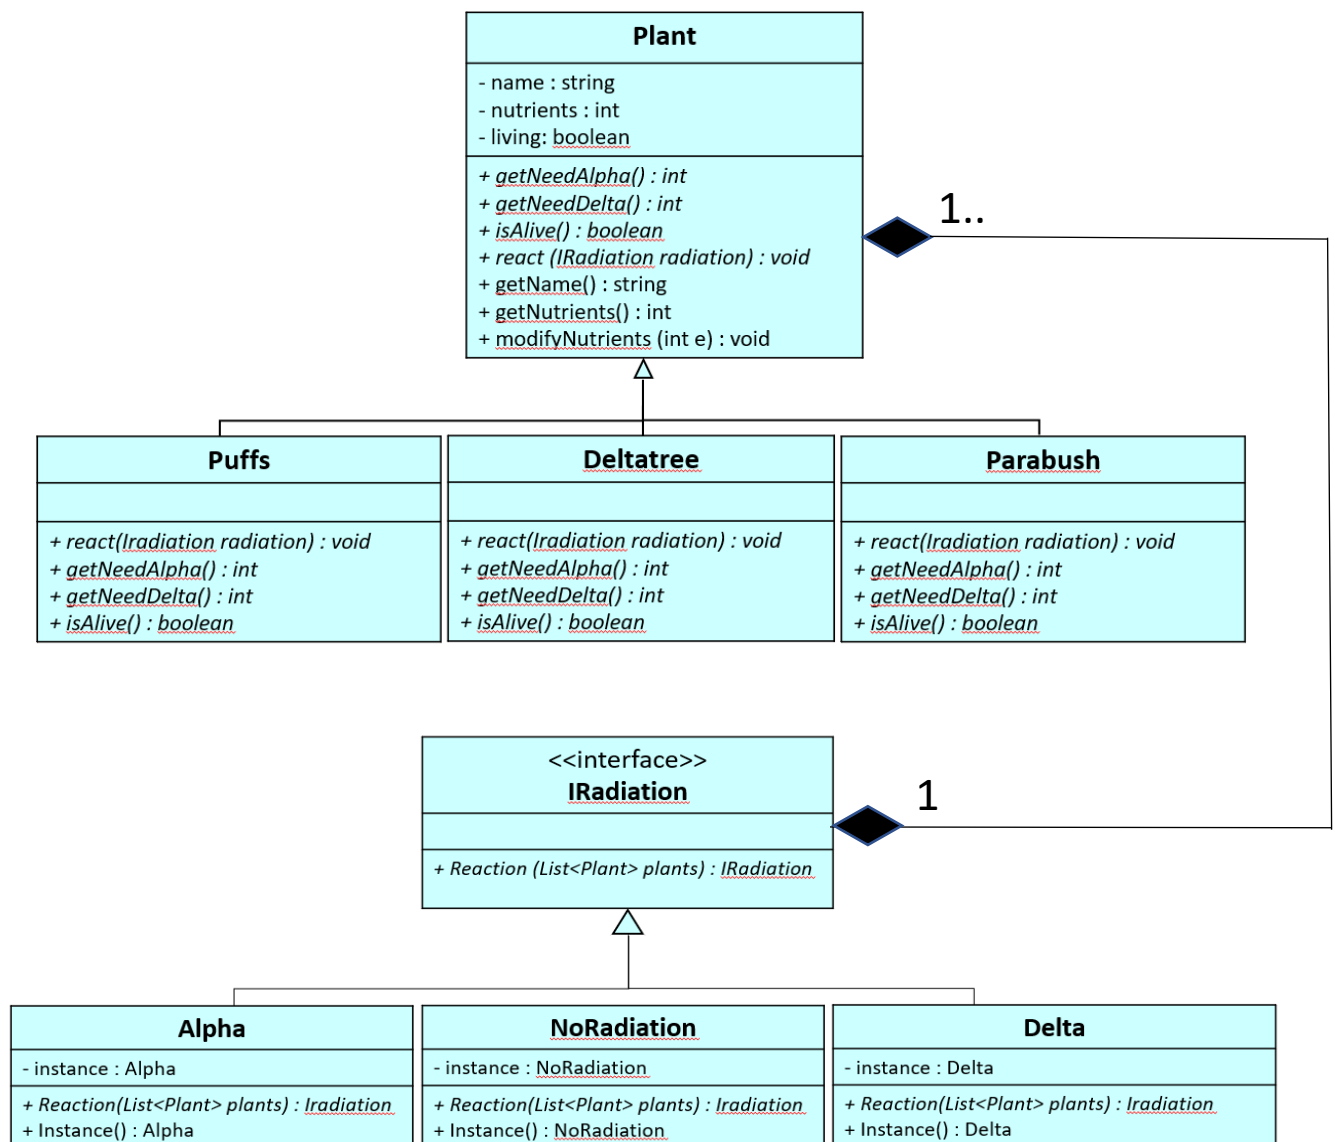 Plant
- name : string
- nutrients : int
- living: boolean
+ getNeedAlpha() : int
+ getNeedDelta() : int
+ isAlive() : boolean
+ react (IRadiation radiation) : void
+ getName() : string
+ getNutrients() : int
+ modifyNutrients (int e) : void
1..
Puffs
+ react(Iradiation radiation) : void
+ getNeedAlpha() : int
+ getNeedDelta() : int
+ isAlive() : boolean
Deltatree
+ react(Iradiation radiation) : void
+ getNeedAlpha() : int
+ getNeedDelta() : int
+ isAlive() : boolean
Parabush
+ react(Iradiation radiation) : void
+ getNeedAlpha() : int
+ getNeedDelta() : int
+ isAlive() : boolean
<<interface>>
IRadiation
+ Reaction (List<Plant> plants) : IRadiation
1
Alpha
- instance : Alpha
+ Reaction(List<Plant> plants) : Iradiation
+ Instance() : Alpha
NoRadiation
- instance : NoRadiation
+ Reaction(List<Plant> plants) : Iradiation
+ Instance() : NoRadiation
Delta
- instance : Delta
+ Reaction(List<Plant> plants) : Iradiation
+ Instance() : Delta